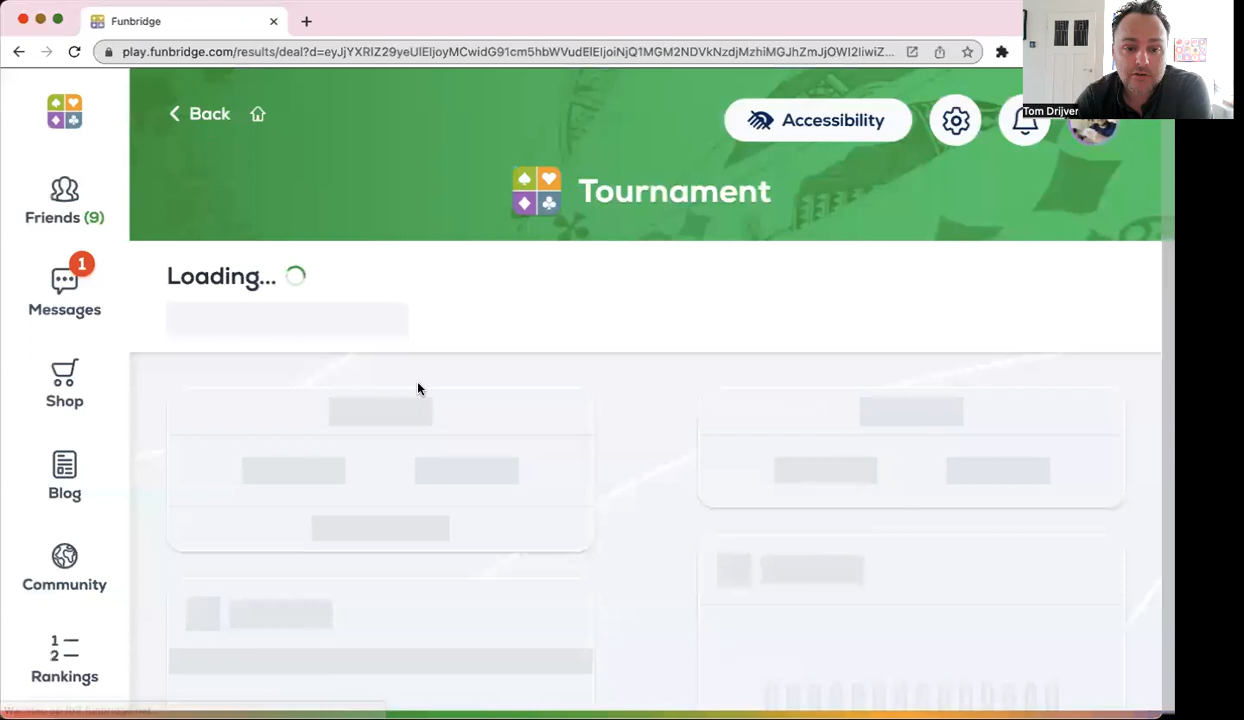 Funbridge
play.funbridge.com/results/deal?d=eyJjYXRlZ29yeUlEIjoyMCwidG91cm5hbWVudElEIjoiNjQ1MGM2NDVkNzdjMzhiMGJhZmJjOWI2IiwiZ...
Tom Drijver
Back
Accessibility
Tournament
Friends (9)
Loading...
1
Messages
Shop
Blog
Community
1
2
Rankings